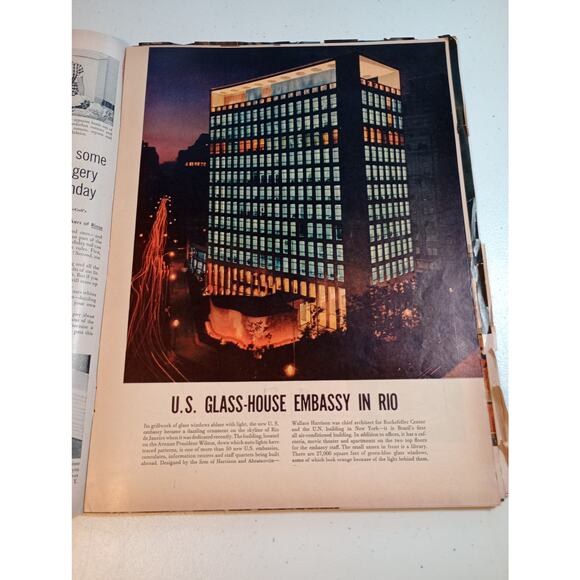 some
gery
nday
U.S. GLASS-HOUSE EMBASSY IN RIO
Its grillwork of glass windows ablaze with light, the new U. S.
embassy became a dazzling ornament on the skyline of Rio
de Janeiro when it was dedicated recently. The building, located
on the Avenue President Wilson, down which auto lights have
traced patterns, is one of more than 50 new U.S. embassies,
consulates, information centers and staff quarters being built
abroad. Designed by the firm of Harrison and Abramovitz—
Wallace Harrison was chief architect for Rockefeller Center
and the U.N. building in New York—it is Brazil's first
all air-conditioned building. In addition to offices, it has a caf-
eteria, movie theater and apartments on the two top floors
for the embassy staff. The small annex in front is a library.
There are 27,000 square feet of green-blue glass windows,
some of which look orange because of the light behind them.